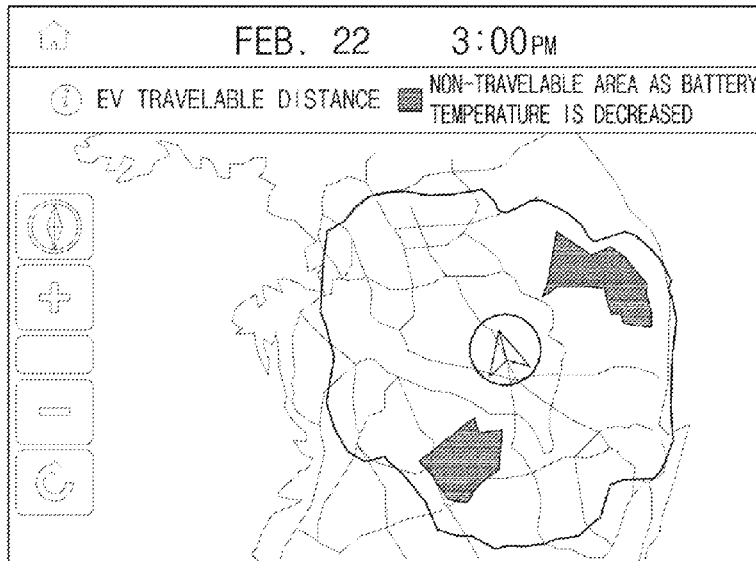 FEB. 22 3:00PM
i EV TRAVELABLE DISTANCE
NON-TRAVELABLE AREA AS BATTERY
TEMPERATURE IS DECREASED